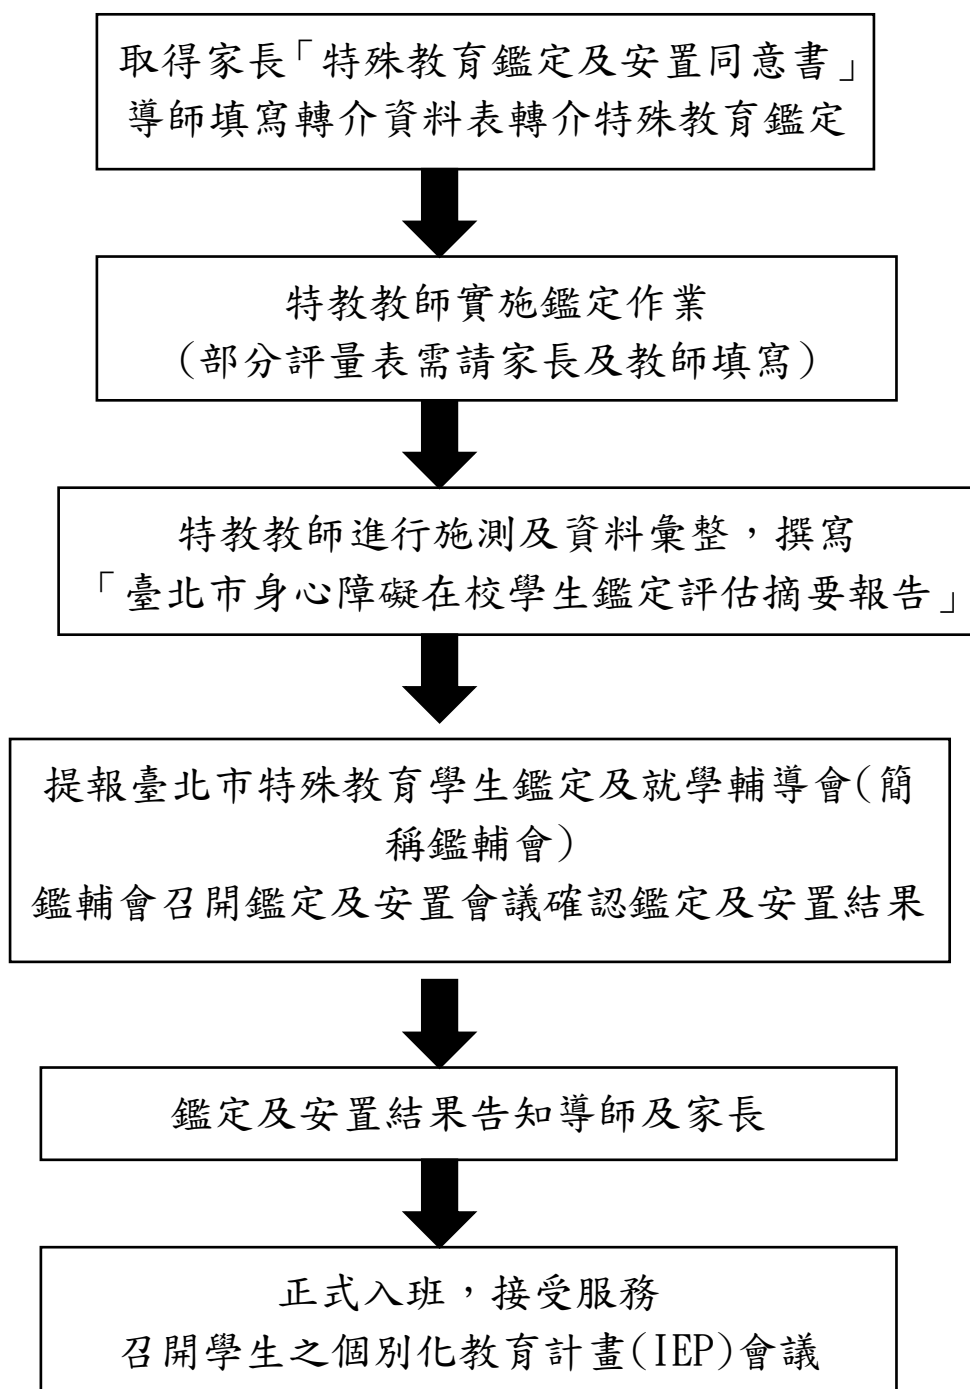 取得家長「特殊教育鑑定及安置同意書」
導師填寫轉介資料表轉介特殊教育鑑定
特教教師實施鑑定作業
(部分評量表需請家長及教師填寫)
特教教師進行施測及資料彙整，撰寫
「臺北市身心障礙在校學生鑑定評估摘要報告」
提報臺北市特殊教育學生鑑定及就學輔導會(簡
稱鑑輔會)
鑑輔會召開鑑定及安置會議確認鑑定及安置結果
鑑定及安置結果告知導師及家長
正式入班，接受服務
召開學生之個別化教育計畫(IEP)會議